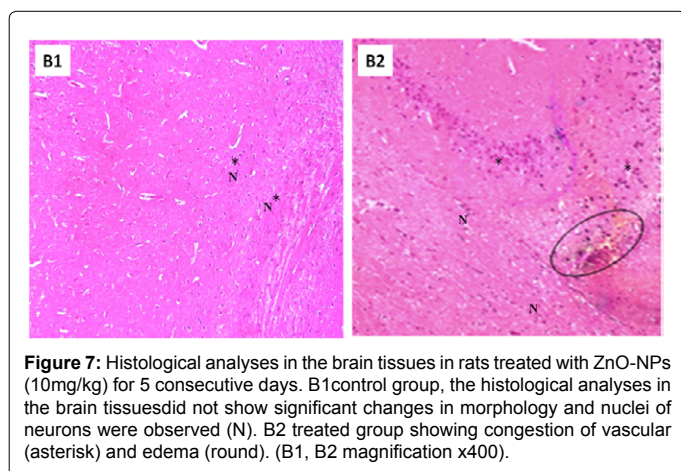 B1
B2
*
N
N*
*
*
N
N
Figure 7: Histological analyses in the brain tissues in rats treated with ZnO-NPs
(10mg/kg) for 5 consecutive days. B1control group, the histological analyses in
the brain tissuesdid not show significant changes in morphology and nuclei of
neurons were observed (N). B2 treated group showing congestion of vascular
(asterisk) and edema (round). (B1, B2 magnification x400).